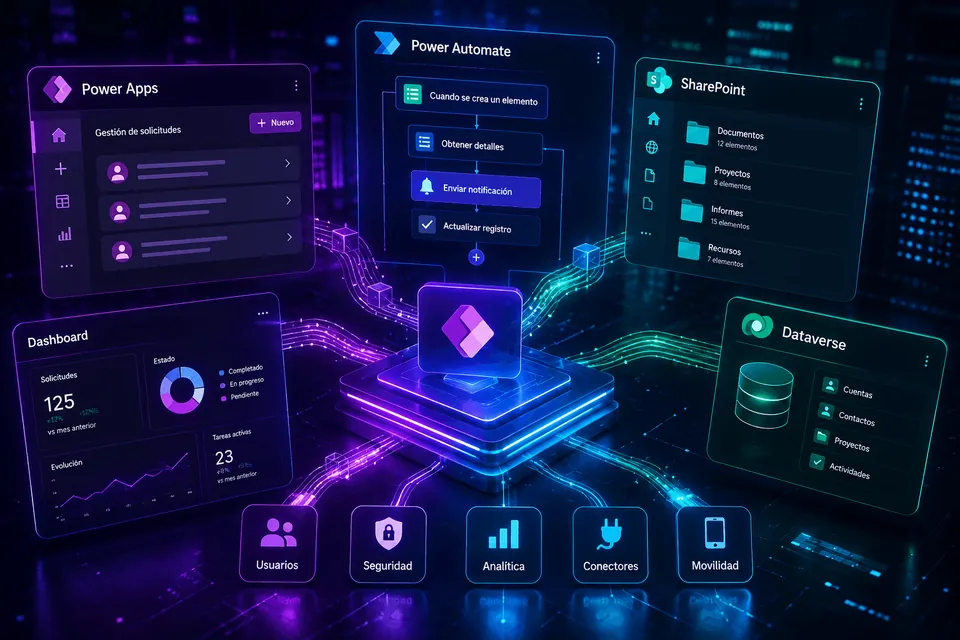 Power Apps
Gestión de solicitudes
+ Nuevo
Power Automate
Cuando se crea un elemento
Obtener detalles
Enviar notificación
Actualizar registro
SharePoint
Documentos
12 elementos
Proyectos
8 elementos
Informes
15 elementos
Recursos
7 elementos
Dashboard
Solicitudes
125
vs mes anterior
Estado
Completado
En progreso
Pendiente
Evolución
Tareas activas
23
vs mes anterior
Dataverse
Cuentas
Contactos
Proyectos
Actividades
Usuarios
Seguridad
Analítica
Conectores
Movilidad